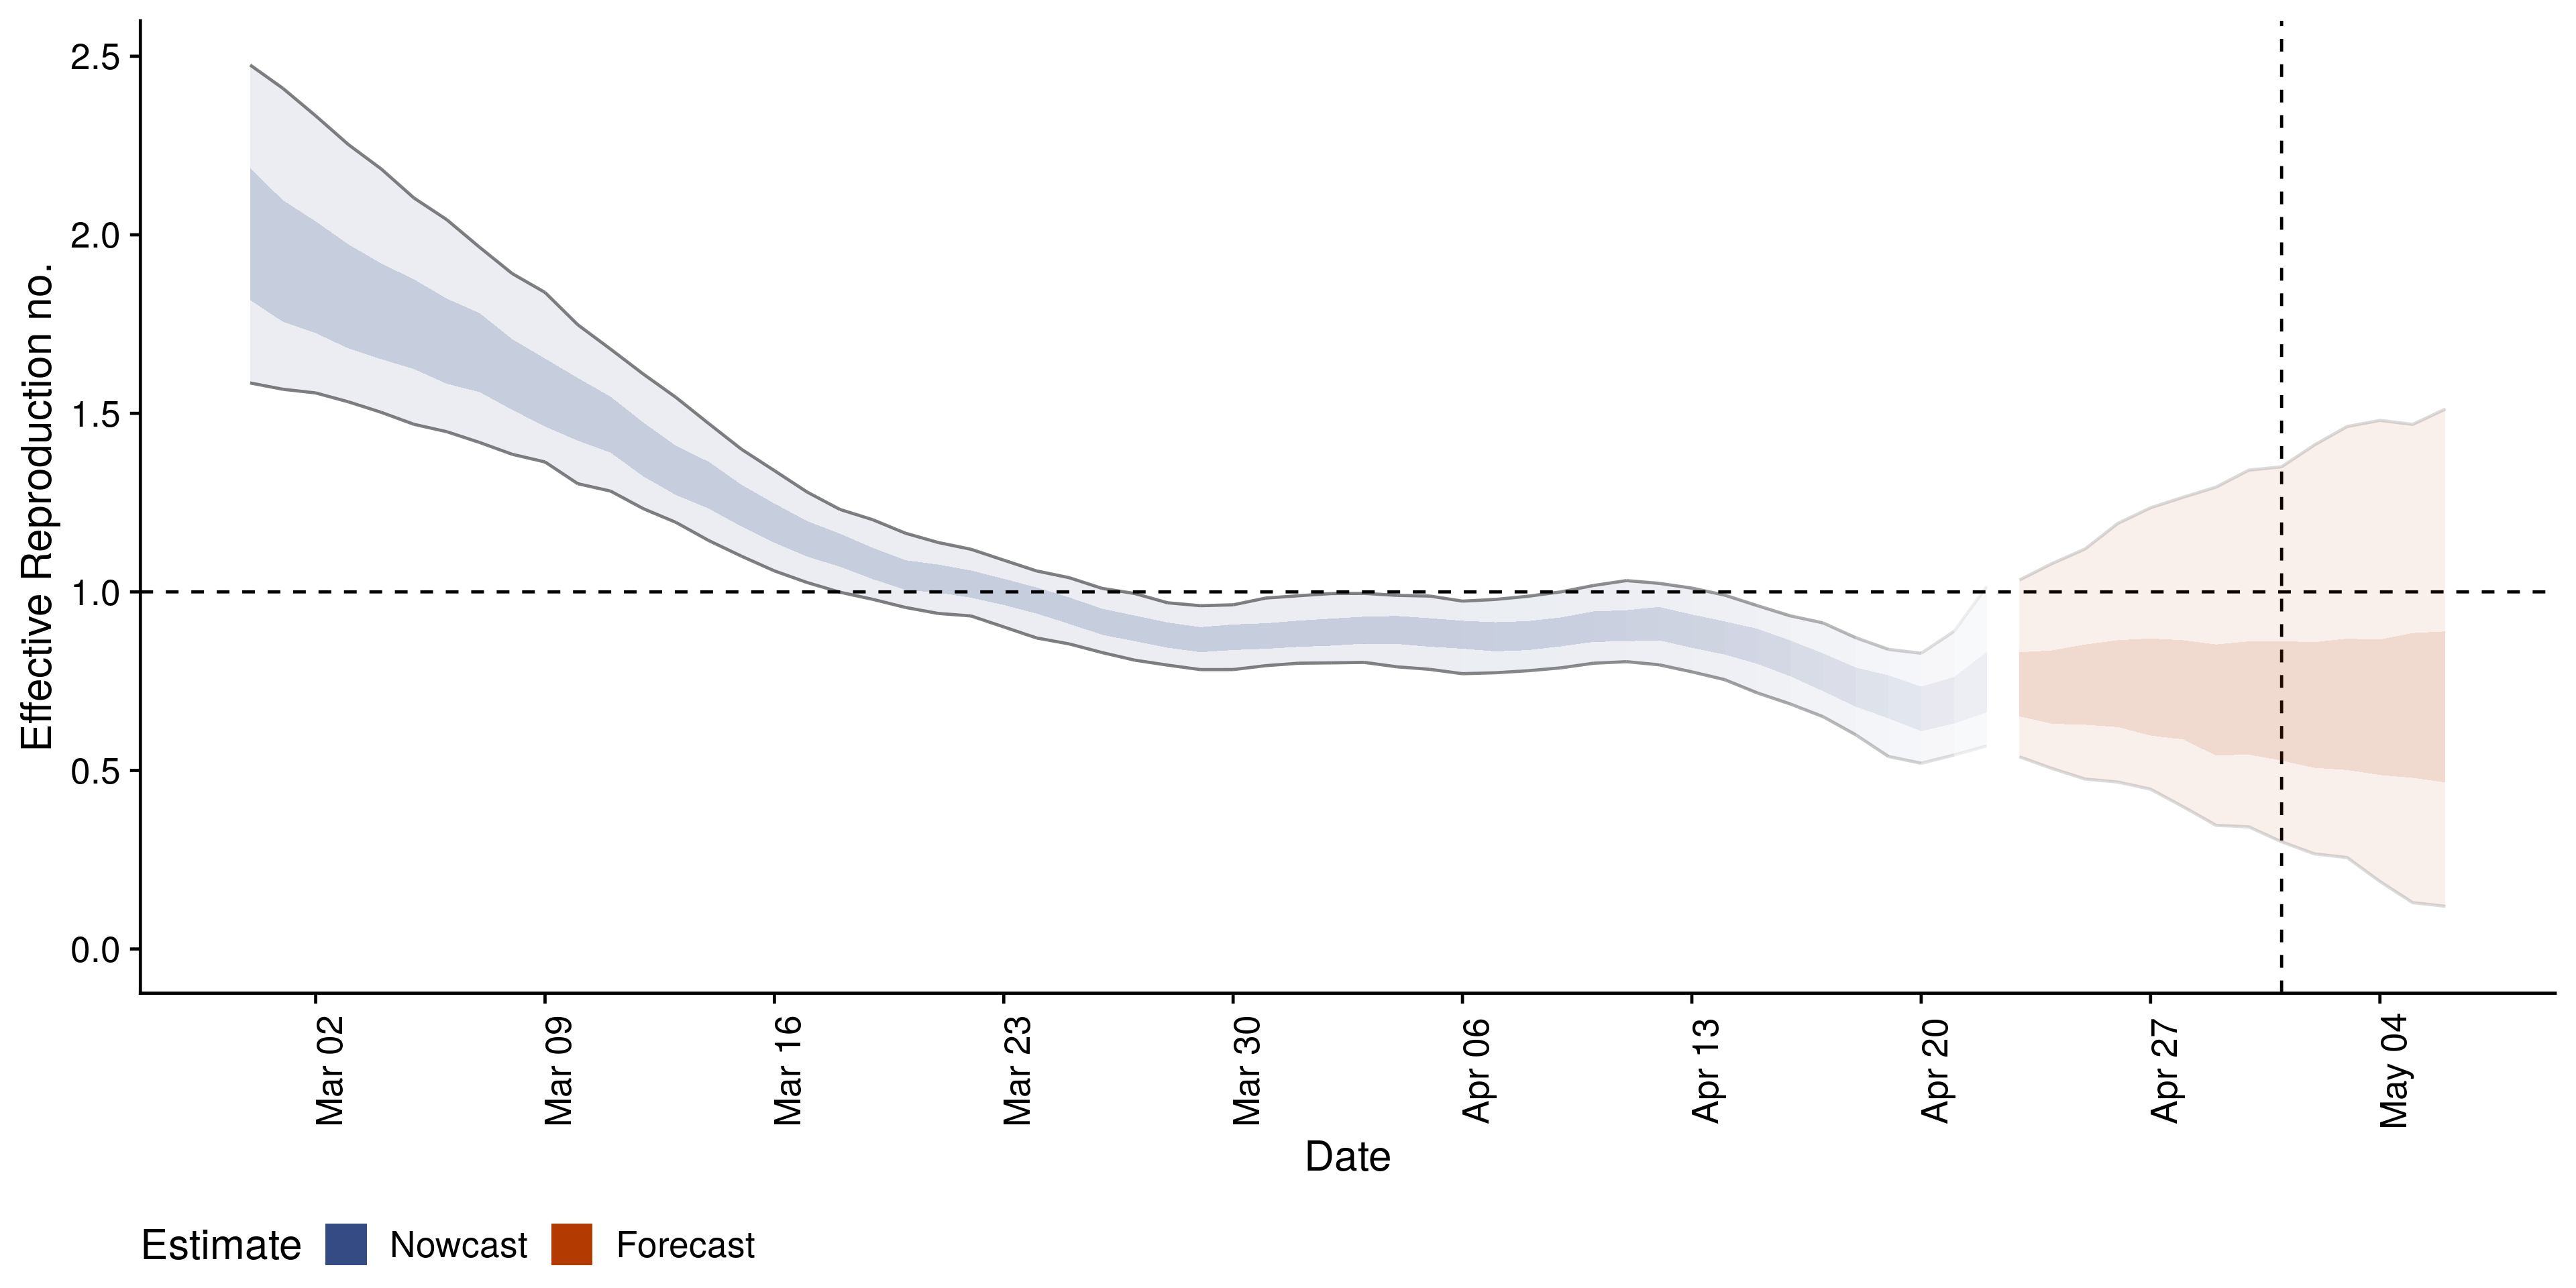 Effective Reproduction no.
2.5
2.0
1.5
1.0
0.5
0.0
Mar 02
Mar 09
Mar 16
Mar 23
Mar 30
Apr 06
Apr 13
Apr 20
Apr 27
May 04
Date
Estimate Nowcast Forecast